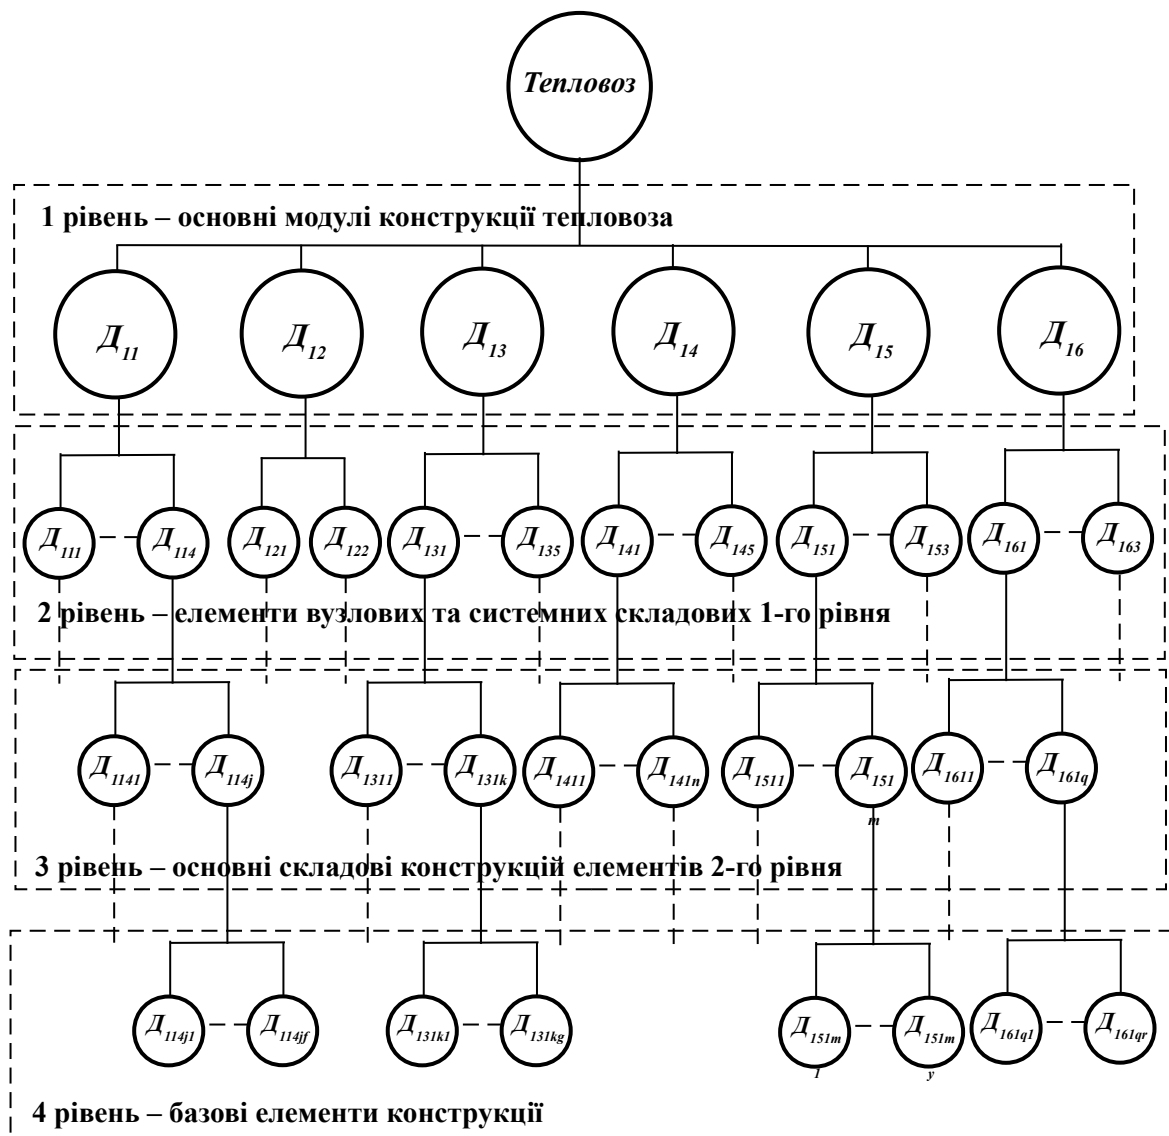 Тепловоз
1 рівень – основні модулі конструкції тепловоза
Д11 Д12 Д13 Д14 Д15 Д16
Д111 Д114 Д121 Д122 Д131 Д135 Д141 Д145 Д151 Д153 Д161 Д163
2 рівень – елементи вузлових та системних складових 1-го рівня
Д1141 Д114j Д1311 Д131k Д1411 Д141n Д1511 Д151m Д1611 Д161q
3 рівень – основні складові конструкцій елементів 2-го рівня
Д114j1 Д114jf Д131k1 Д131kg Д151m1 Д151my Д161q1 Д161qr
4 рівень – базові елементи конструкції